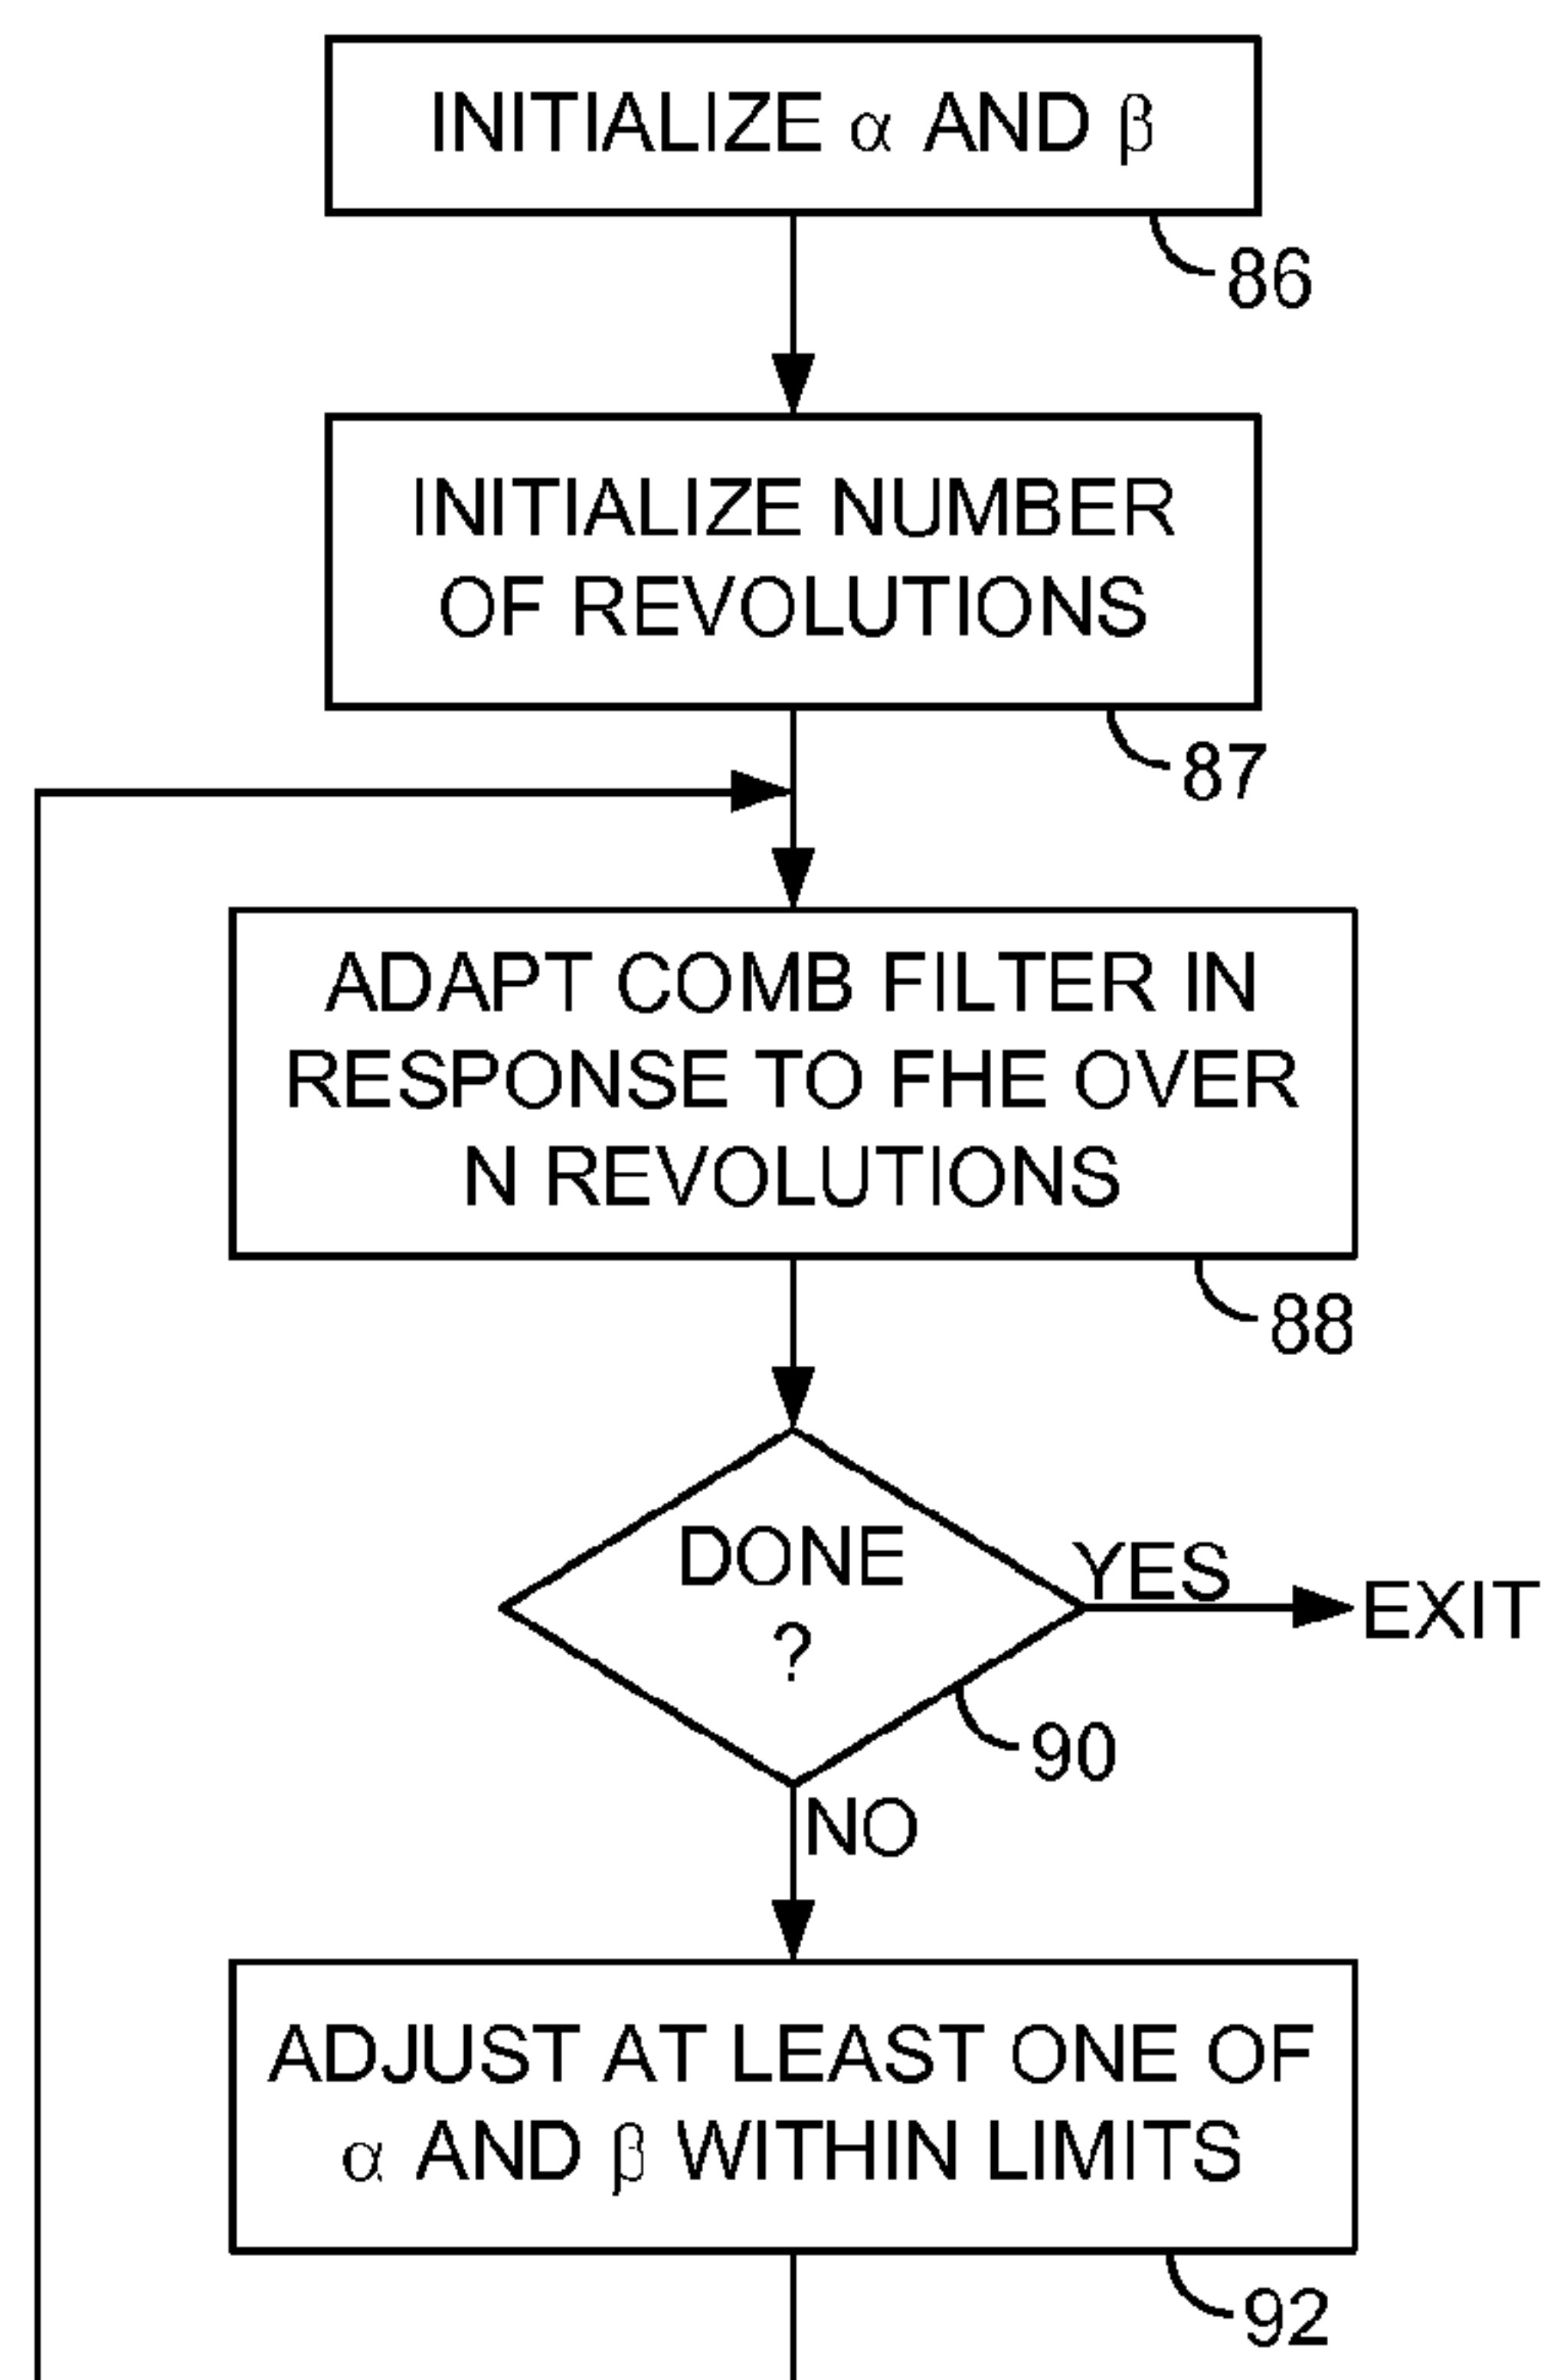 INITIALIZE α AND β
86
INITIALIZE NUMBER
OF REVOLUTIONS
87
ADAPT COMB FILTER IN
RESPONSE TO FHE OVER
N REVOLUTIONS
88
DONE
?
YES
EXIT
90
NO
ADJUST AT LEAST ONE OF
α AND β WITHIN LIMITS
92